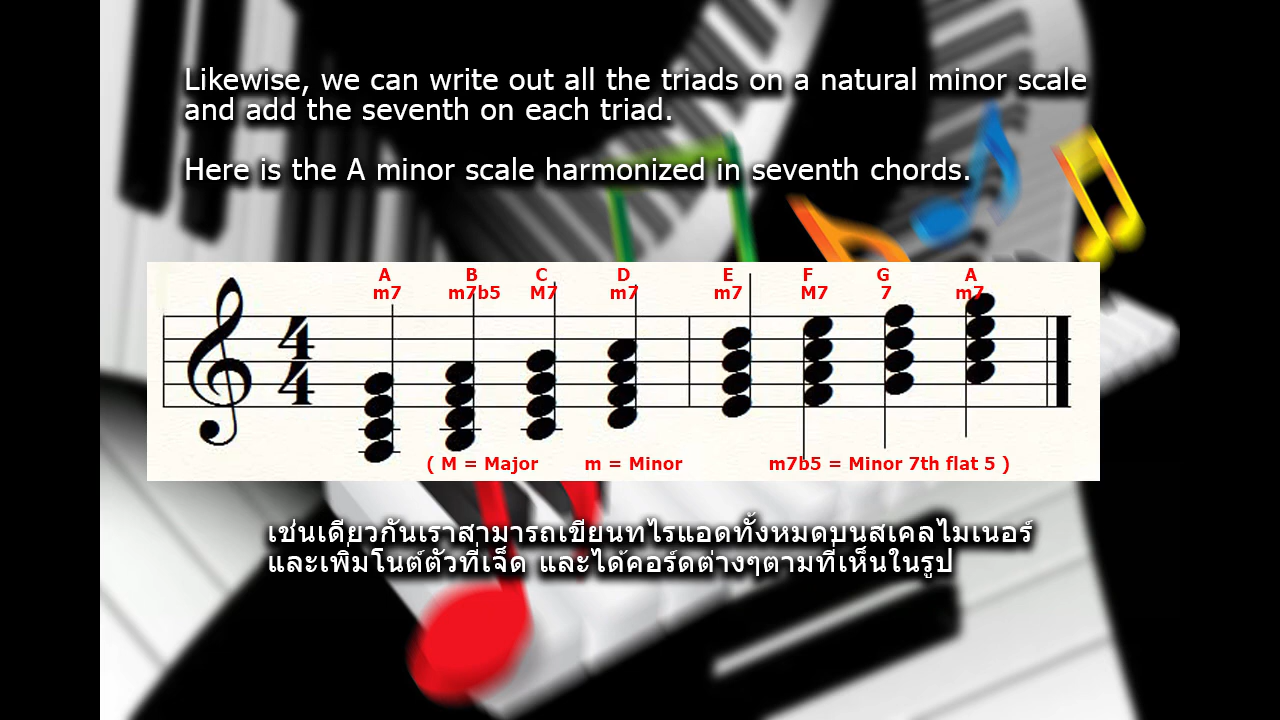 Likewise, we can write out all the triads on a natural minor scale
and add the seventh on each triad.
Here is the A minor scale harmonized in seventh chords.
A B C D E F G A
m7 m7b5 M7 m7 m7 M7 7 m7
4
4
( M = Major m = Minor m7b5 = Minor 7th flat 5 )
เช่นเดียวกันเราสามารถเขียนทไรแอดทั้งหมดบนสเคลไมเนอร์
และเพิ่มโนต์ตัวที่เจ็ด และได้คอร์ดต่างๆตามที่เห็นในรูป